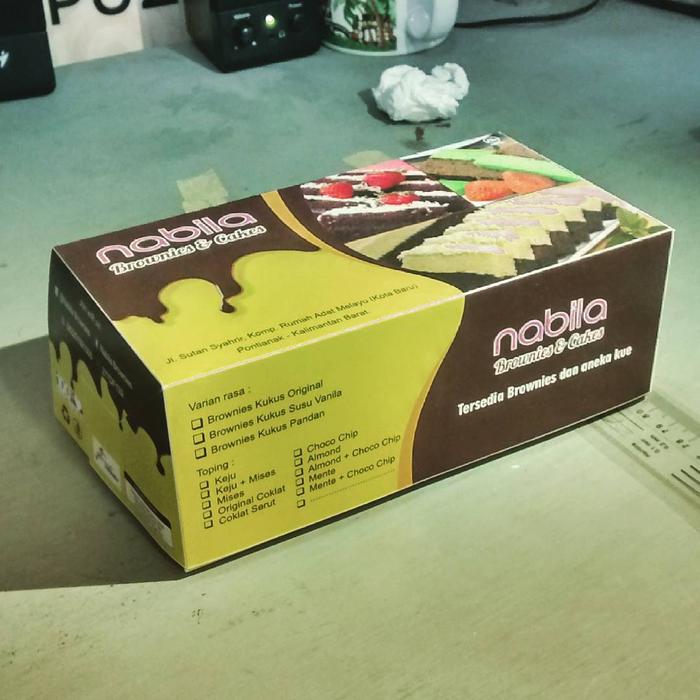 nabila
Brownies & Cakes
Jl. Sutan Syahrir, Komp. Rumah Adat Melayu (Kota Baru)
Pontianak - Kalimantan Barat
nabila
Brownies & Cakes
Tersedia Brownies dan aneka kue
Varian rasa :
Brownies Kukus Original
Brownies Kukus Susu Vanila
Brownies Kukus Pandan
Toping :
Keju
Keju + Mises
Mises
Original Coklat
Coklat Serut
Choco Chip
Almond
Almond + Choco Chip
Mente
Mente + Choco Chip